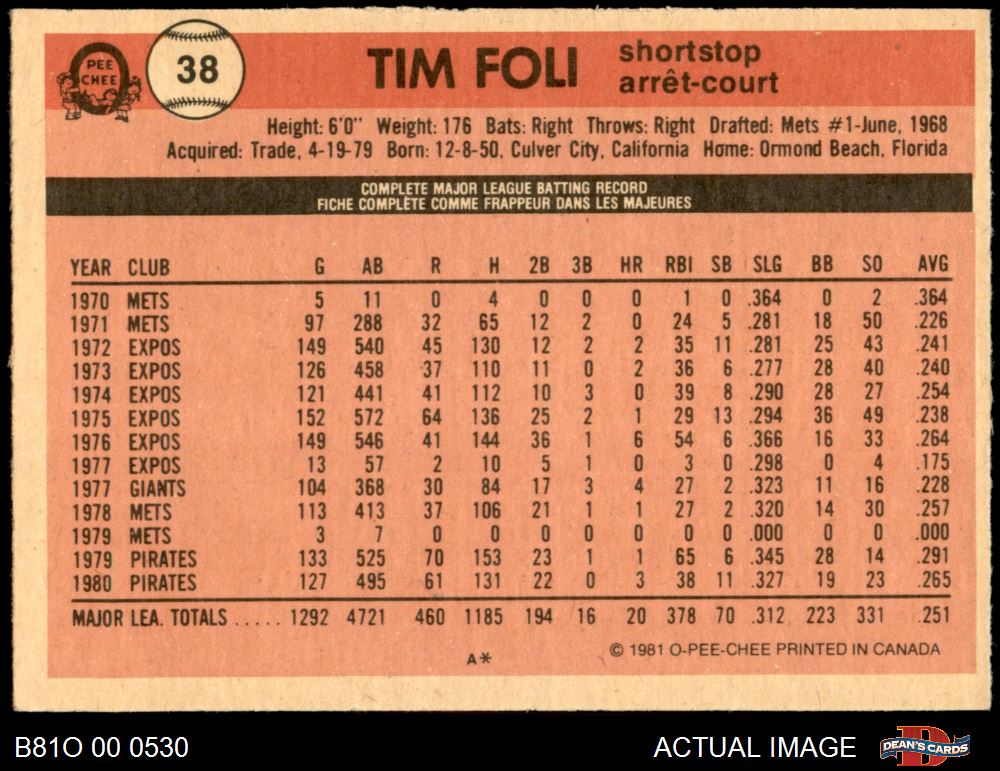 O
PEE
CHEE
38
TIM FOLI
shortstop
arrêt-court
Height: 6'0" Weight: 176 Bats: Right Throws: Right Drafted: Mets #1-June, 1968
Acquired: Trade, 4-19-79 Born: 12-8-50, Culver City, California Home: Ormond Beach, Florida
COMPLETE MAJOR LEAGUE BATTING RECORD
FICHE COMPLÈTE COMME FRAPPEUR DANS LES MAJEURES
YEAR CLUB G AB R H 2B 3B HR RBI SB SLG BB SO AVG
1970 METS 5 11 0 4 0 0 0 1 0 .364 0 2 .364
1971 METS 97 288 32 65 12 2 0 24 5 .281 18 50 .226
1972 EXPOS 149 540 45 130 12 2 2 35 11 .281 25 43 .241
1973 EXPOS 126 458 37 110 11 0 2 36 6 .277 28 40 .240
1974 EXPOS 121 441 41 112 10 3 0 39 8 .290 28 27 .254
1975 EXPOS 152 572 64 136 25 2 1 29 13 .294 36 49 .238
1976 EXPOS 149 546 41 144 36 1 6 54 6 .366 16 33 .264
1977 EXPOS 13 57 2 10 5 1 0 3 0 .298 0 4 .175
1977 GIANTS 104 368 30 84 17 3 4 27 2 .323 11 16 .228
1978 METS 113 413 37 106 21 1 1 27 2 .320 14 30 .257
1979 METS 3 7 0 0 0 0 0 0 0 .000 0 0 .000
1979 PIRATES 133 525 70 153 23 1 1 65 6 .345 28 14 .291
1980 PIRATES 127 495 61 131 22 0 3 38 11 .327 19 23 .265
MAJOR LEA. TOTALS ..... 1292 4721 460 1185 194 16 20 378 70 .312 223 331 .251
A*
© 1981 O-PEE-CHEE PRINTED IN CANADA
B81O 00 0530
ACTUAL IMAGE
D
DEAN'S CARDS